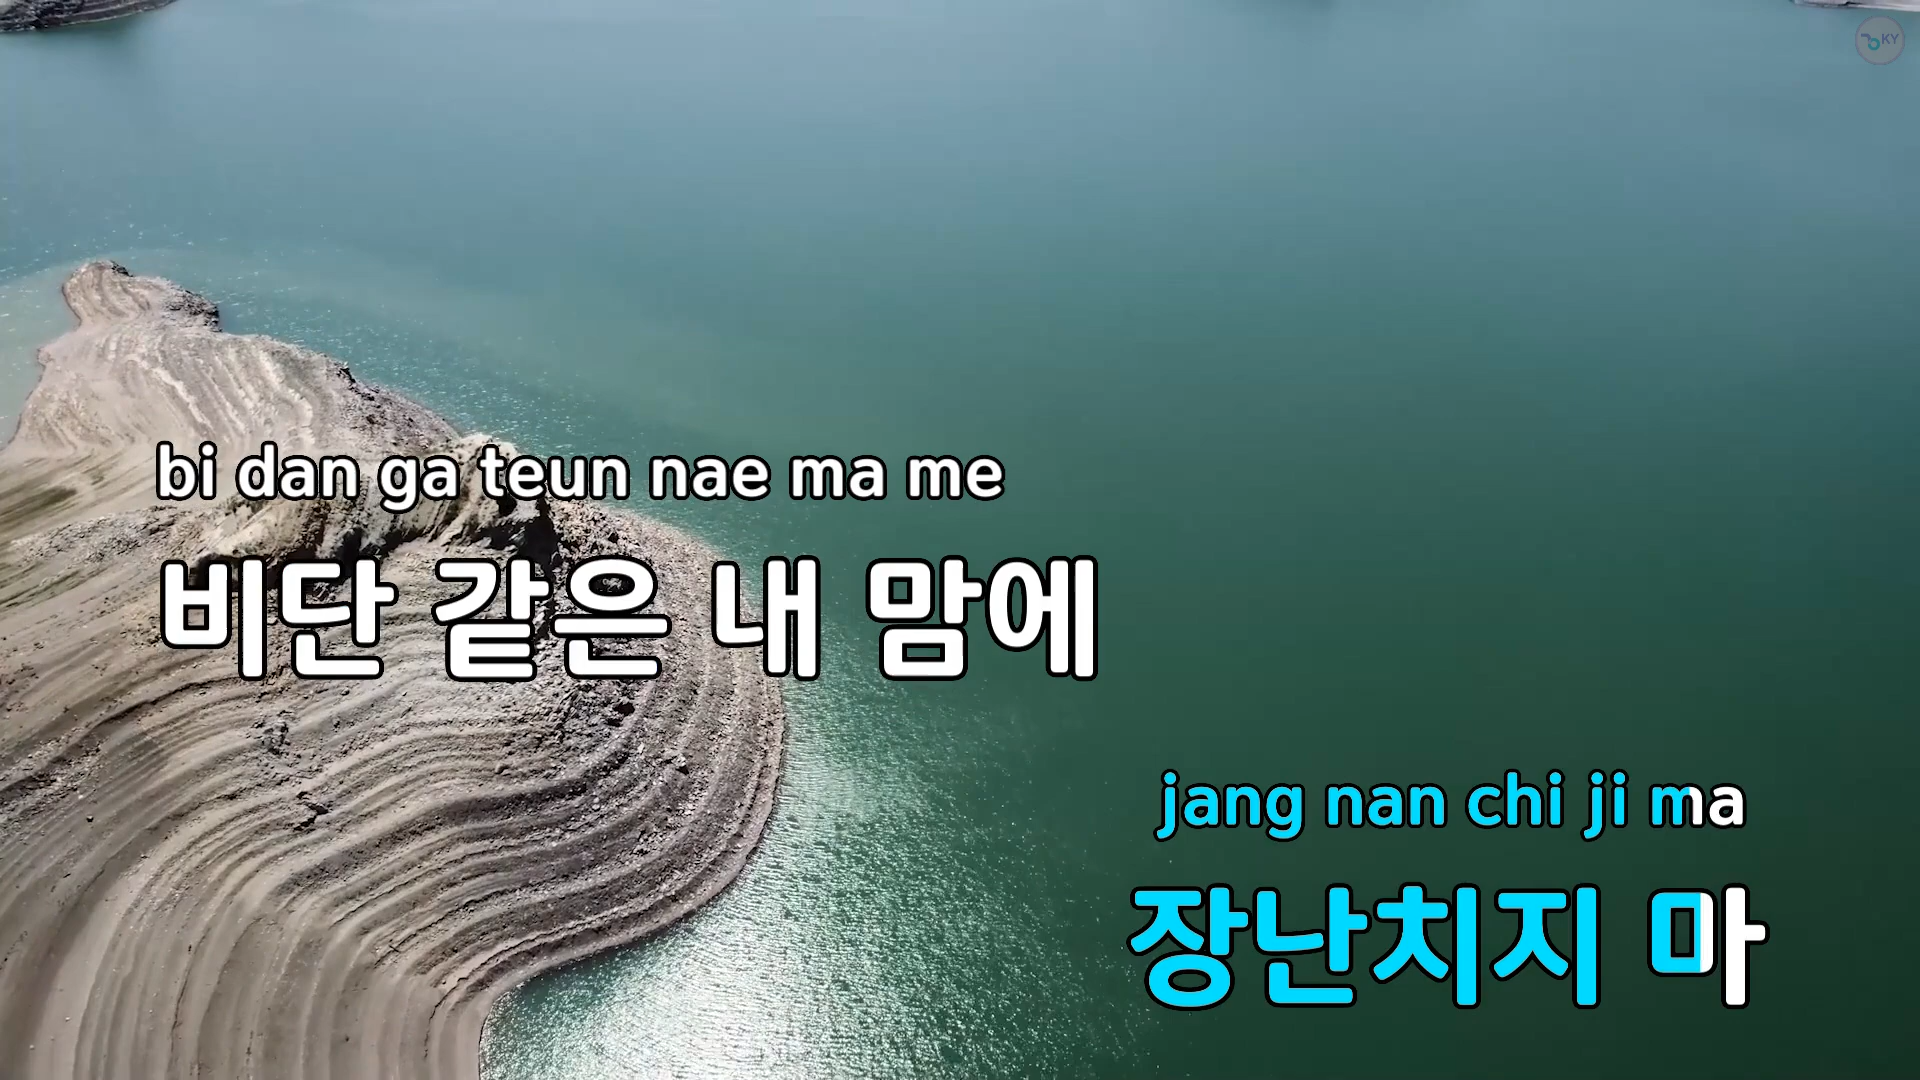 KY
bi dan ga teun nae ma me
비단 같은 내 맘에
jang nan chi ji ma
장난치지 마